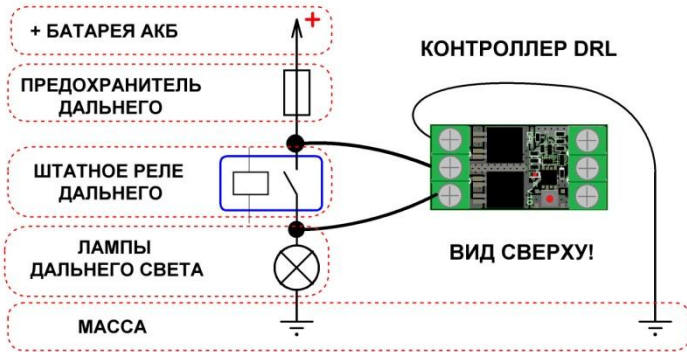 + БАТАРЕЯ АКБ
+
ПРЕДОХРАНИТЕЛЬ
ДАЛЬНЕГО
КОНТРОЛЛЕР DRL
ШТАТНОЕ РЕЛЕ
ДАЛЬНЕГО
ЛАМПЫ
ДАЛЬНЕГО СВЕТА
ВИД СВЕРХУ!
МАССА